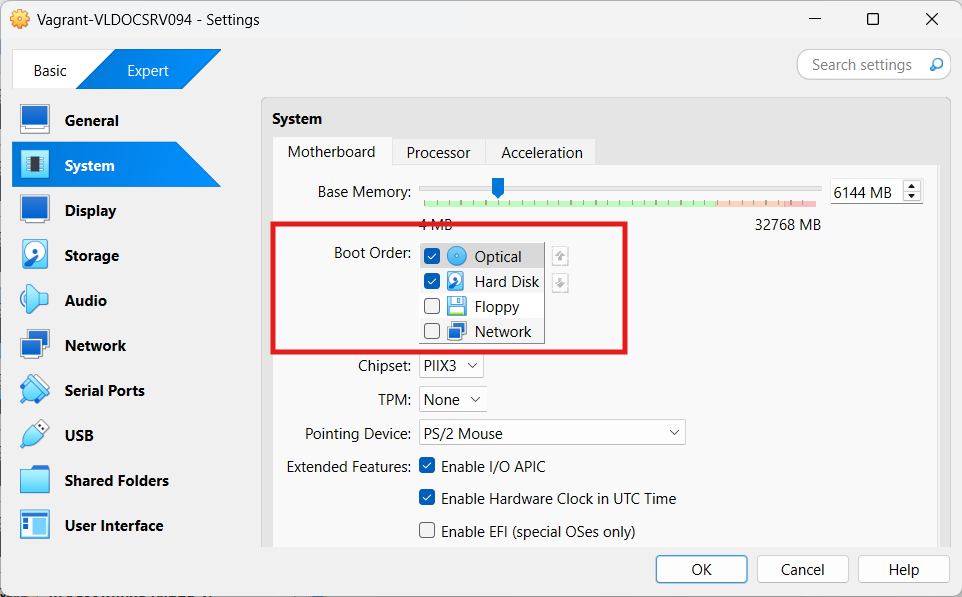 Vagrant-VLDOCSRV094 - Settings
Basic
Expert
Search settings
General
System
Display
Storage
Audio
Network
Serial Ports
USB
Shared Folders
User Interface
System
Motherboard
Processor
Acceleration
Base Memory:
6144 MB
4 MB
32768 MB
Boot Order:
Optical
Hard Disk
Floppy
Network
Chipset:
PIIX3
TPM:
None
Pointing Device:
PS/2 Mouse
Extended Features:
Enable I/O APIC
Enable Hardware Clock in UTC Time
Enable EFI (special OSes only)
OK
Cancel
Help